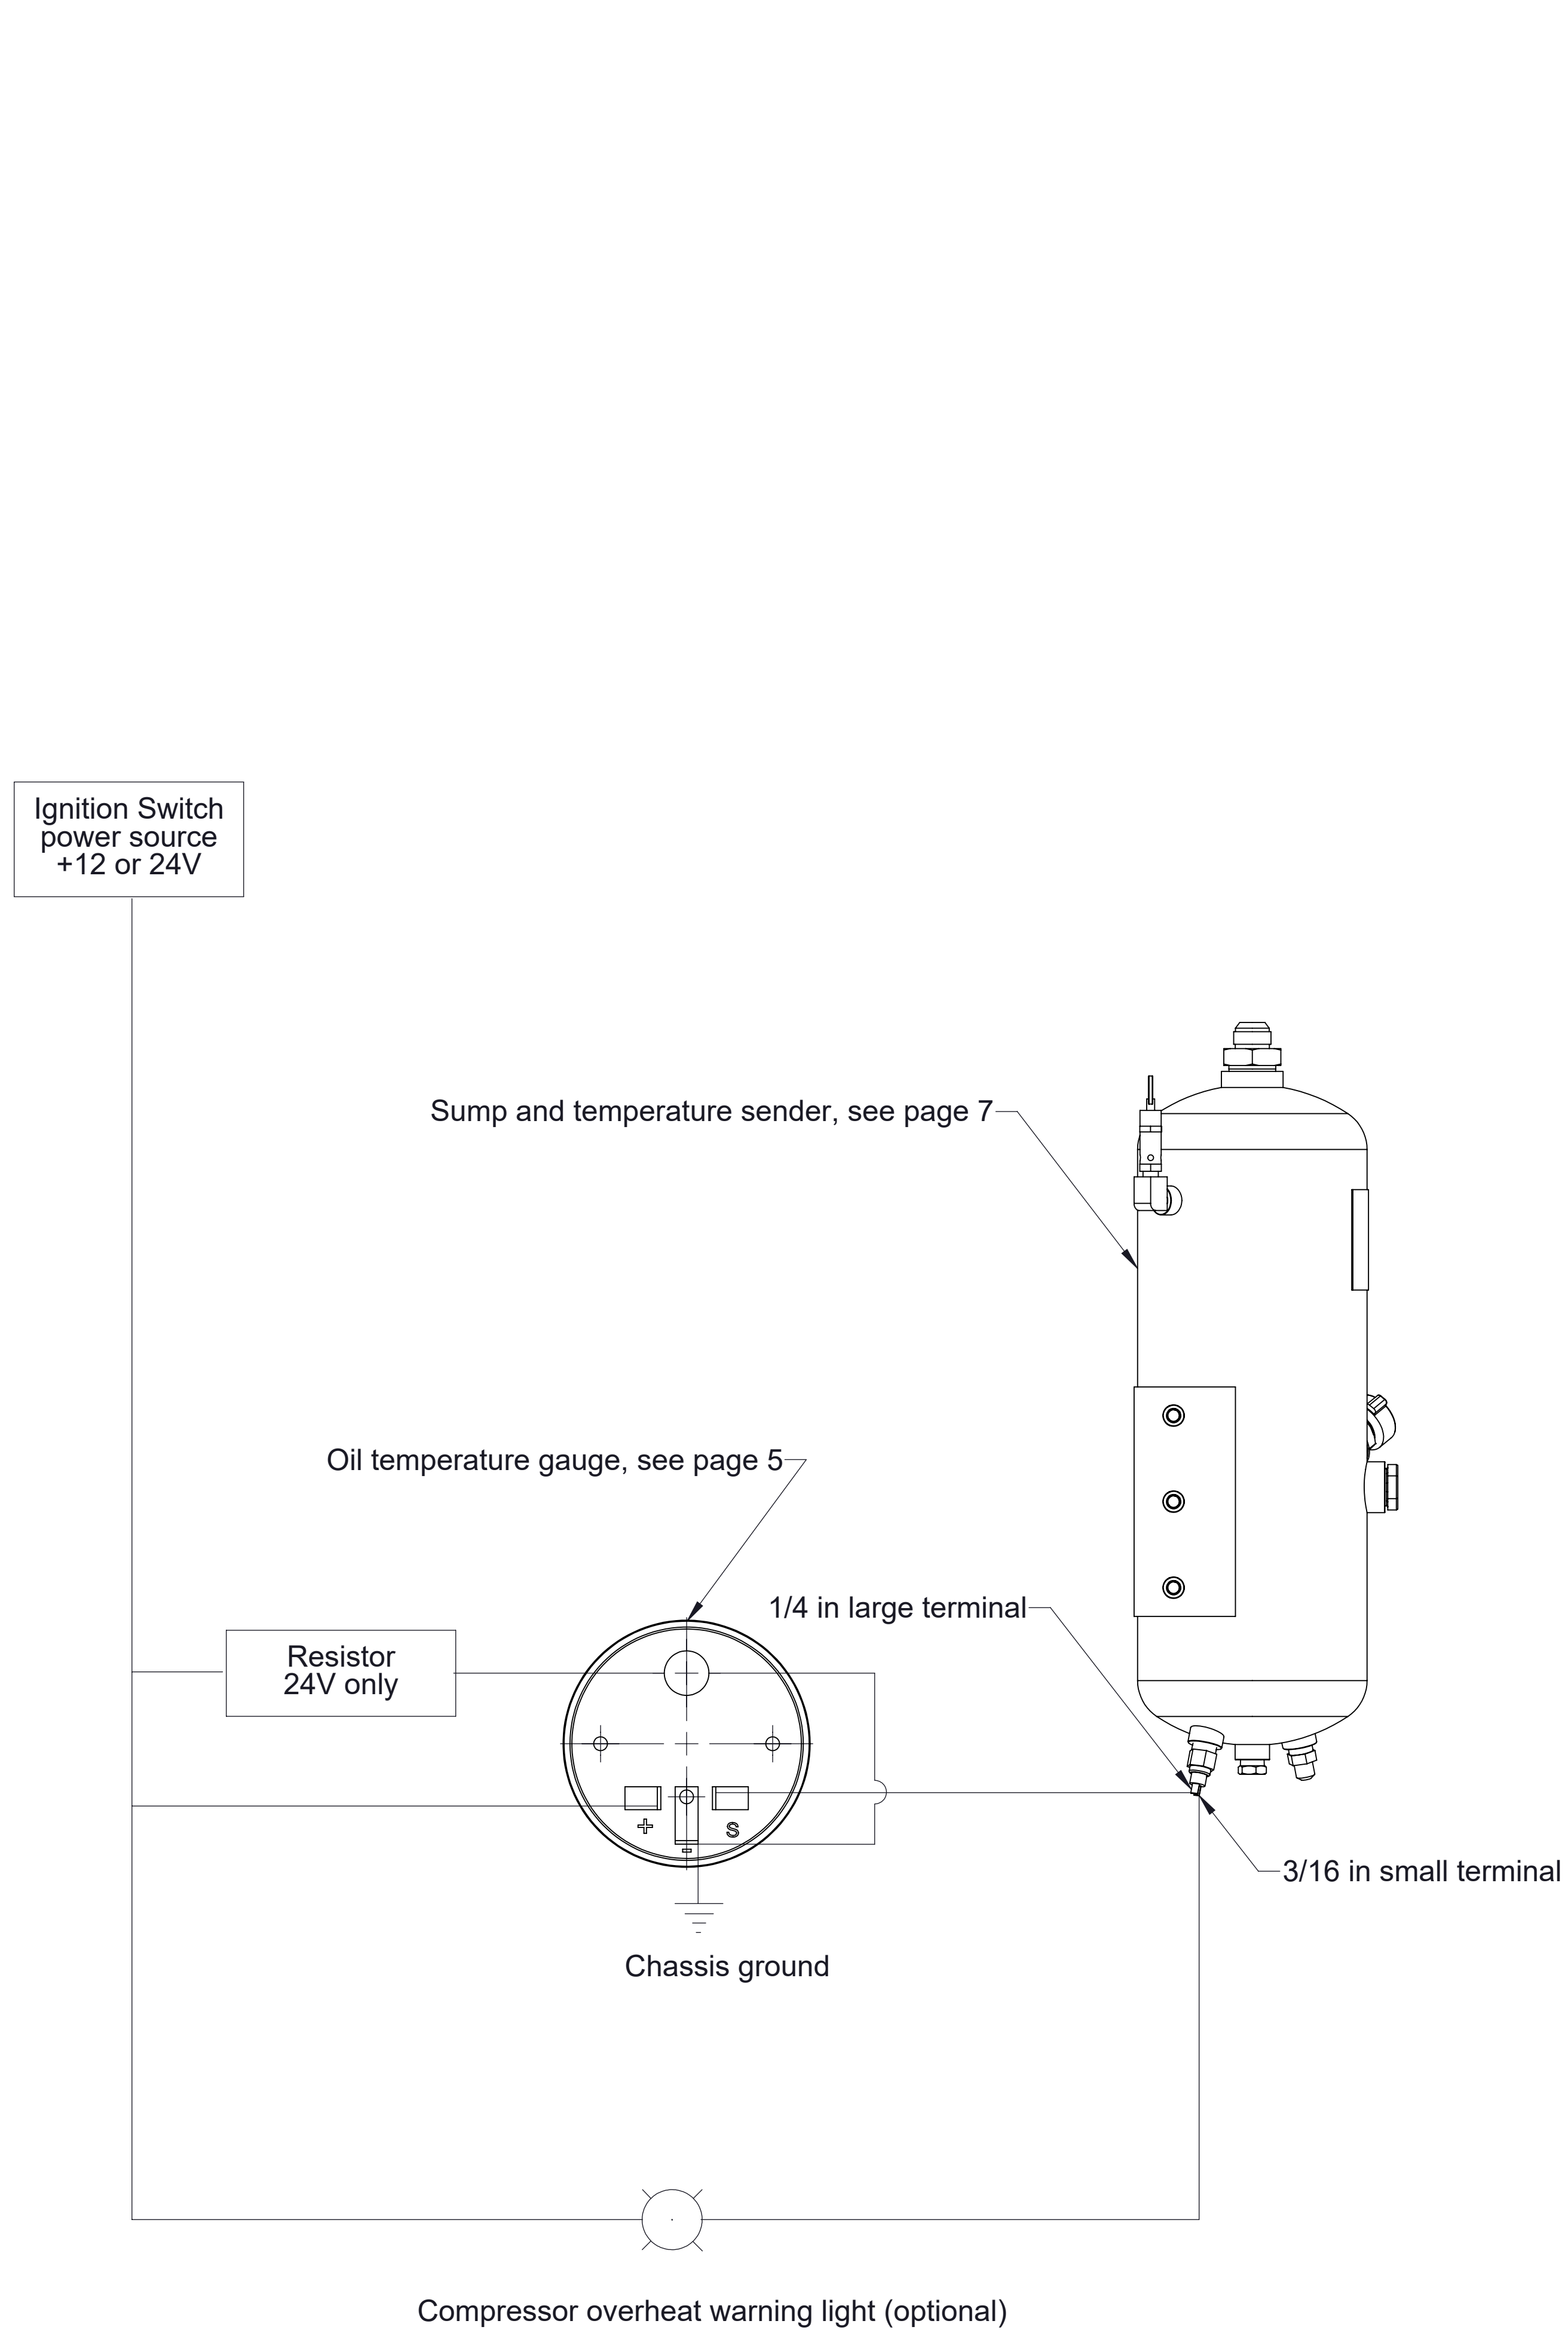 Ignition Switch
power source
+12 or 24V
Sump and temperature sender, see page 7
Oil temperature gauge, see page 5
1/4 in large terminal
Resistor
24V only
+
S
-
3/16 in small terminal
Chassis ground
Compressor overheat warning light (optional)